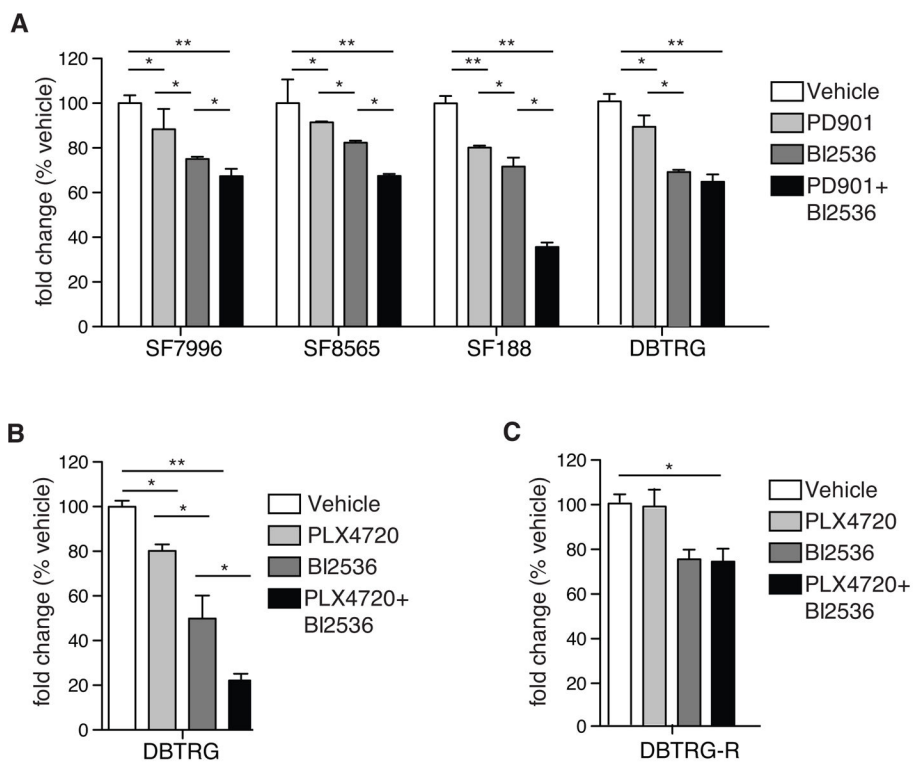 A
fold change (% vehicle)
120
100
80
60
40
20
0
** ** ** **
* * ** *
* * * *
* * *
SF7996 SF8565 SF188 DBTRG
Vehicle
PD901
BI2536
PD901+
BI2536
B
fold change (% vehicle)
120
100
80
60
40
20
0
**
*
*
*
DBTRG
Vehicle
PLX4720
BI2536
PLX4720+
BI2536
C
fold change (% vehicle)
120
100
80
60
40
20
0
*
DBTRG-R
Vehicle
PLX4720
BI2536
PLX4720+
BI2536